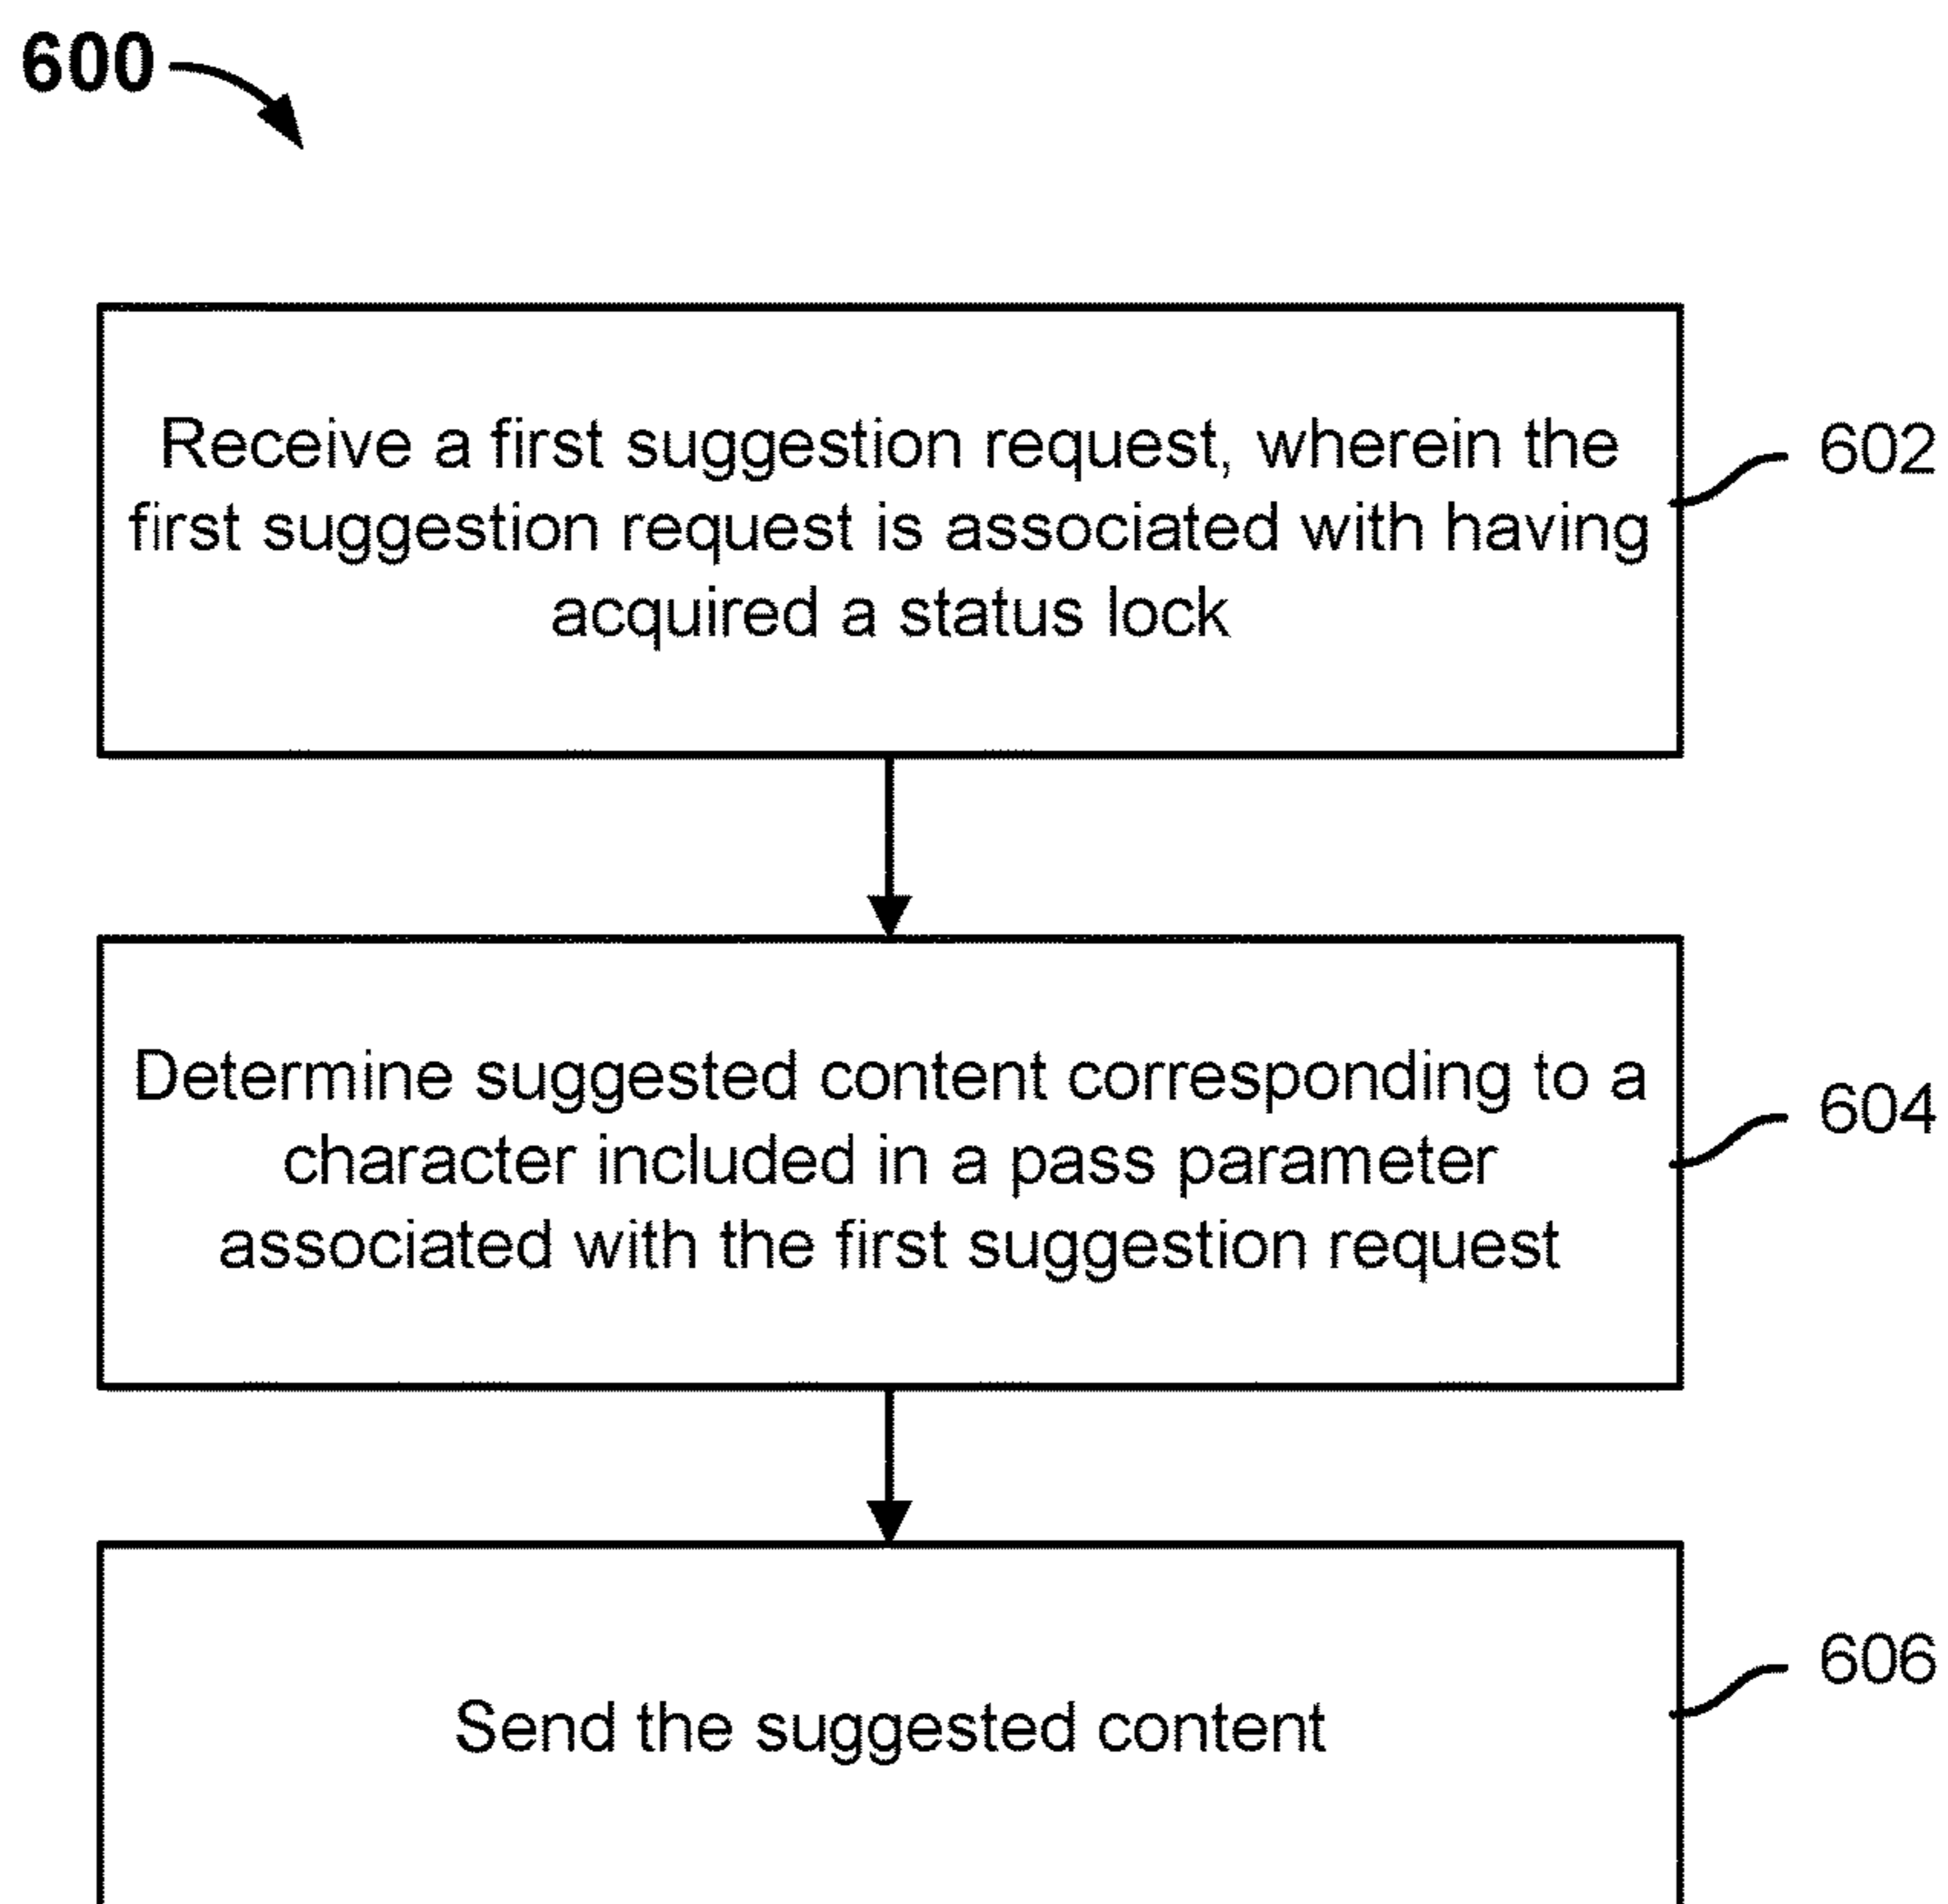 600
Receive a first suggestion request, wherein the
first suggestion request is associated with having
acquired a status lock
602
Determine suggested content corresponding to a
character included in a pass parameter
associated with the first suggestion request
604
Send the suggested content
606